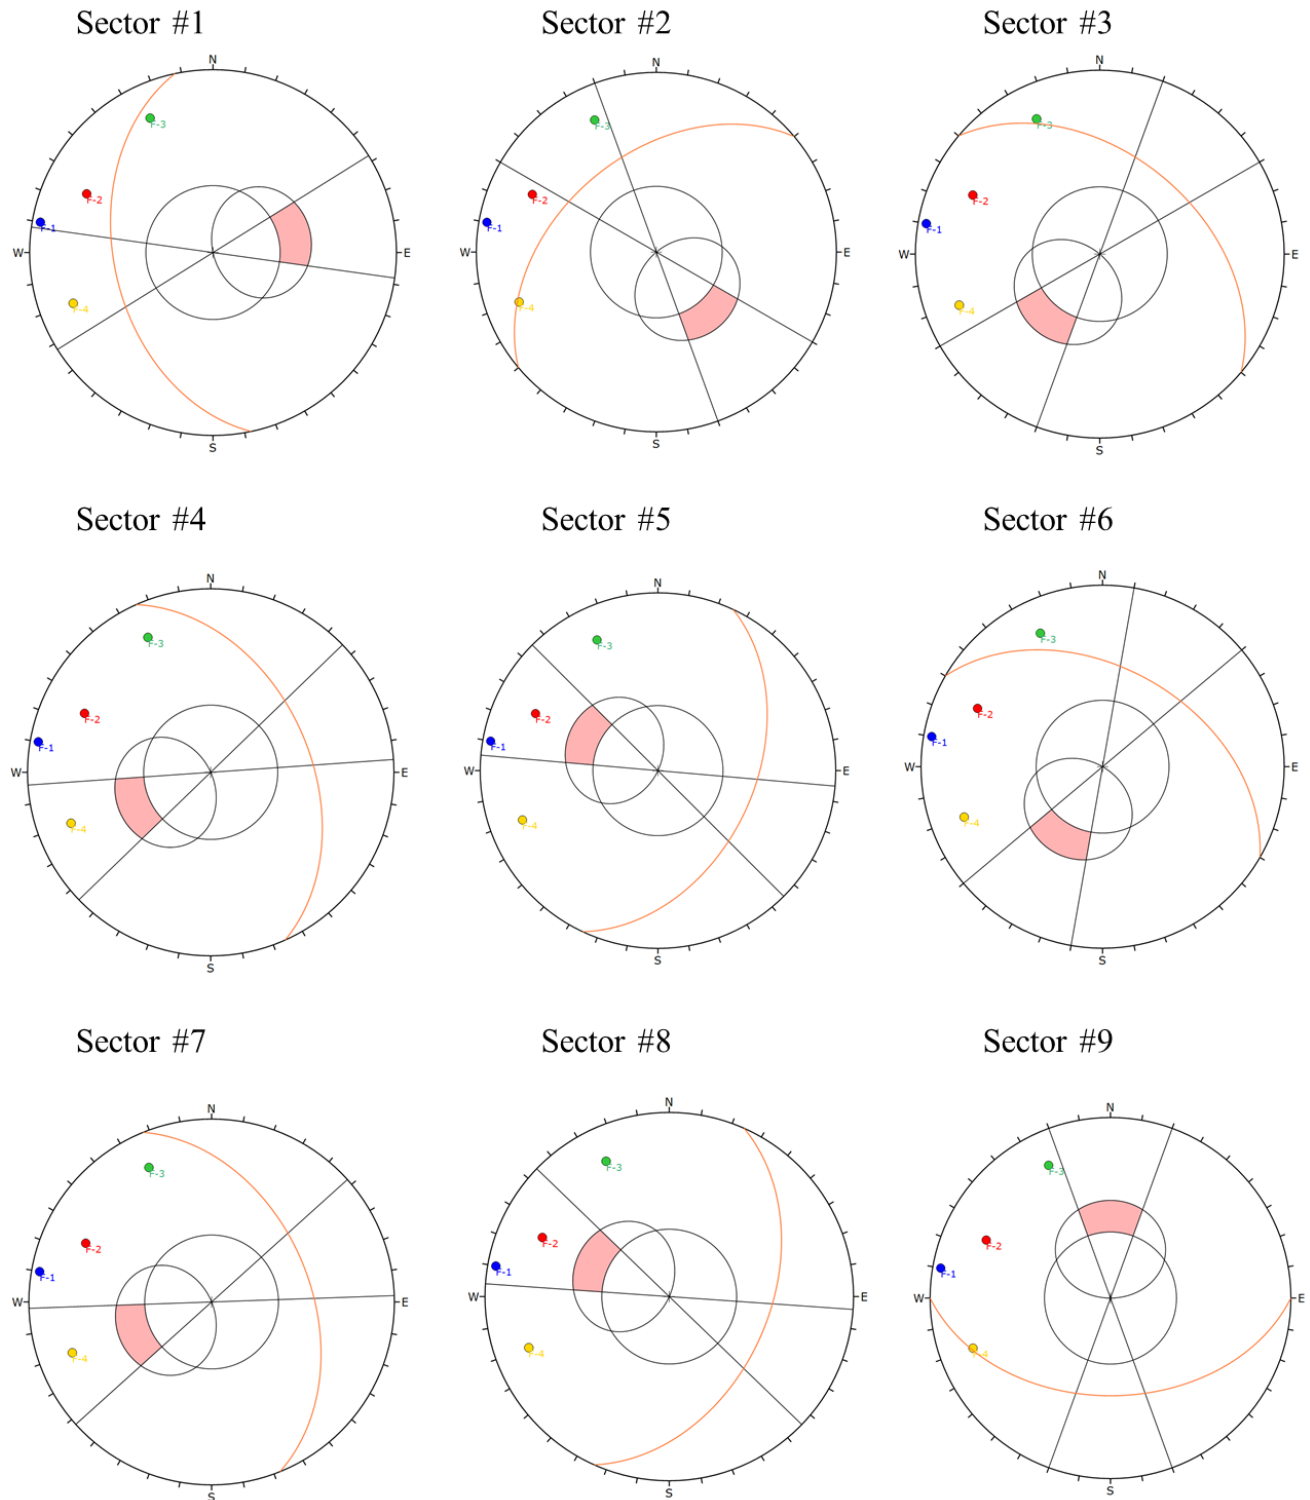 Sector #1
Sector #2
Sector #3
N
F-3
F-2
F-1
W
E
F-4
S
N
F-3
F-2
F-1
W
E
F-4
S
N
F-3
F-2
F-1
W
E
F-4
S
Sector #4
Sector #5
Sector #6
N
F-3
F-2
F-1
W
E
F-4
S
N
F-3
F-2
F-1
W
E
F-4
S
N
F-3
F-2
F-1
W
E
F-4
S
Sector #7
Sector #8
Sector #9
N
F-3
F-2
F-1
W
E
F-4
S
N
F-3
F-2
F-1
W
E
F-4
S
N
F-3
F-2
F-1
W
E
F-4
S